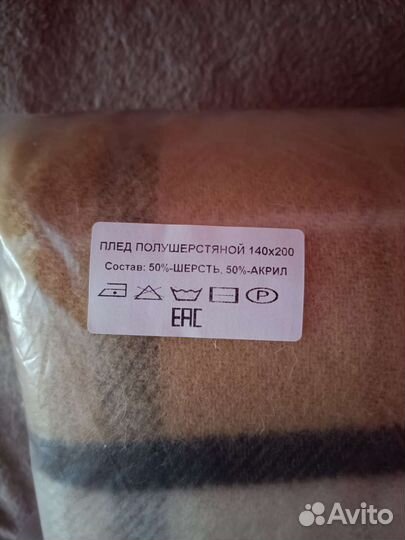 ПЛЕД ПОЛУШЕРСТЯНОЙ 140х200
Состав: 50%-ШЕРСТЬ, 50%-АКРИЛ
P
EAC
Avito